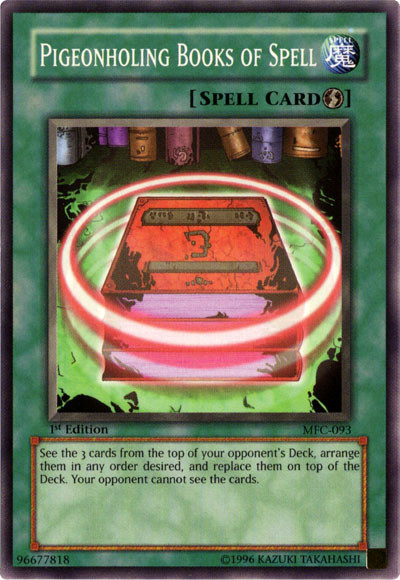 Pigeonholing Books of Spell
SPELL
魔
[Spell Card]
1st Edition
MFC-093
See the 3 cards from the top of your opponent's Deck, arrange
them in any order desired, and replace them on top of the
Deck. Your opponent cannot see the cards.
96677818
©1996 KAZUKI TAKAHASHI